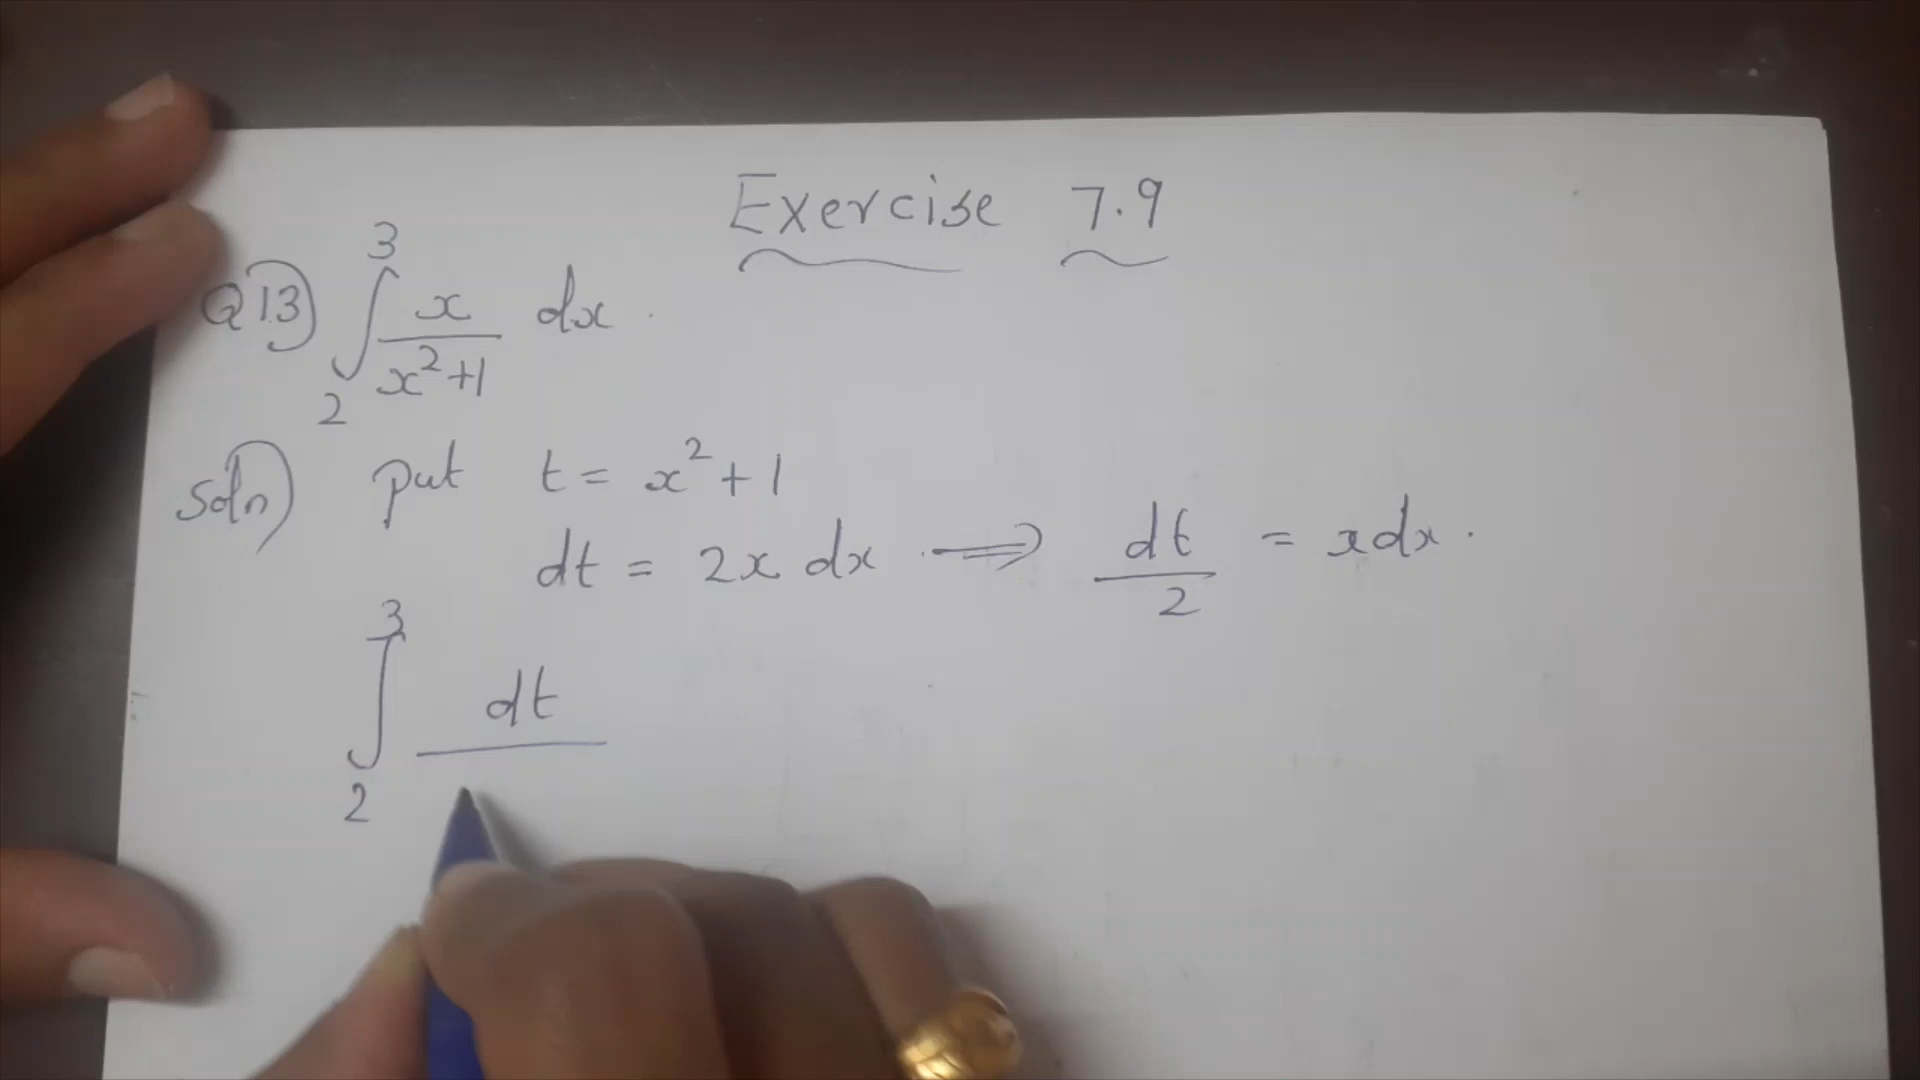 Exercise 7.9
Q13) ∫₂³ x/(x²+1) dx.
Soln) put t = x² + 1
dt = 2x dx ⟹ dt/2 = x dx.
∫₂³ dt/